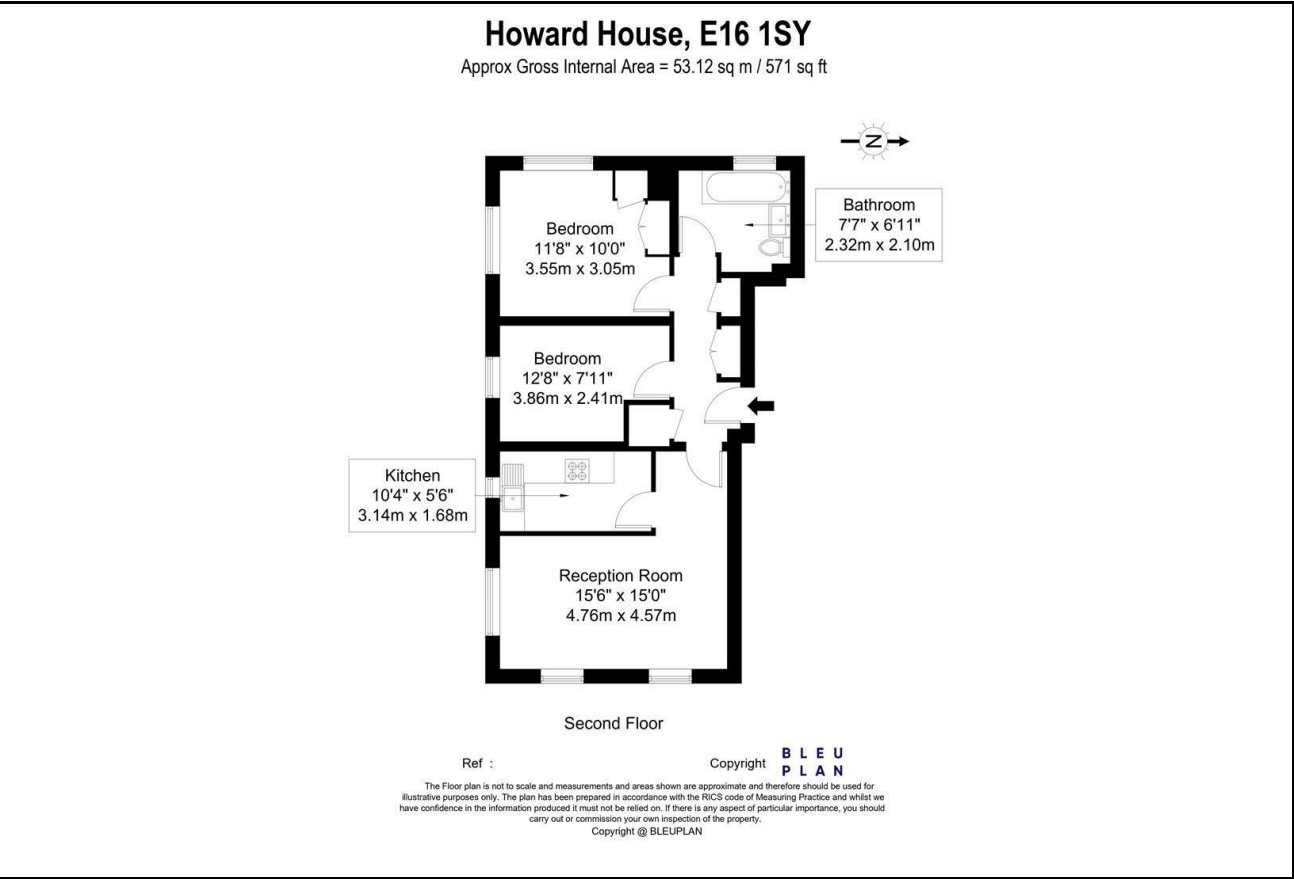 Howard House, E16 1SY
Approx Gross Internal Area = 53.12 sq m / 571 sq ft
N
Bathroom
7'7" x 6'11"
2.32m x 2.10m
Bedroom
11'8" x 10'0"
3.55m x 3.05m
Bedroom
12'8" x 7'11"
3.86m x 2.41m
Kitchen
10'4" x 5'6"
3.14m x 1.68m
Reception Room
15'6" x 15'0"
4.76m x 4.57m
Second Floor
Ref :
Copyright
BLEU
PLAN
The Floor plan is not to scale and measurements and areas shown are approximate and therefore should be used for
illustrative purposes only. The plan has been prepared in accordance with the RICS code of Measuring Practice and whilst we
have confidence in the information produced it must not be relied on. If there is any aspect of particular importance, you should
carry out or commission your own inspection of the property.
Copyright @ BLEUPLAN